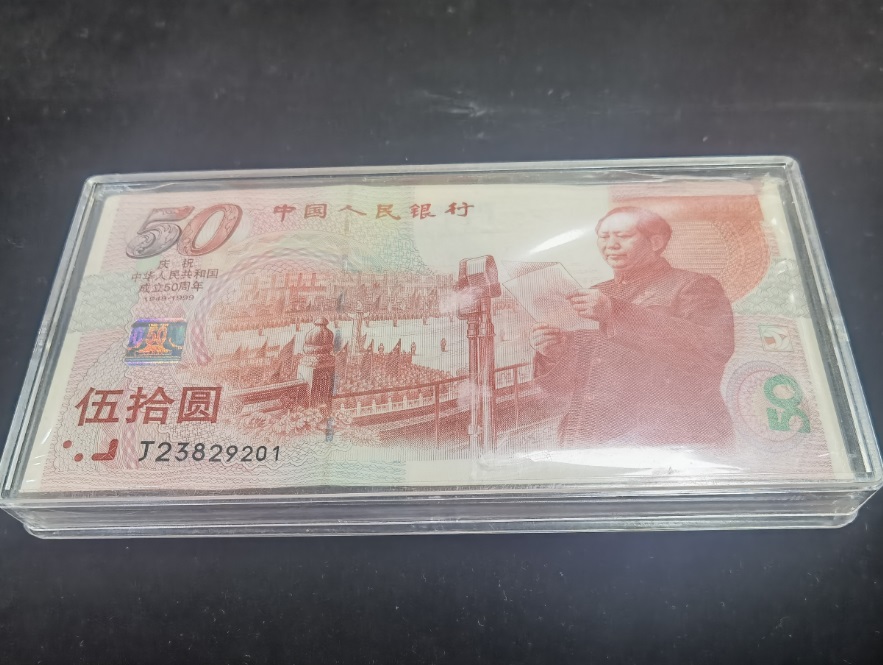 50
中国人民银行
庆祝
中华人民共和国
成立50周年
1949-1999
伍拾圆
J23829201
50